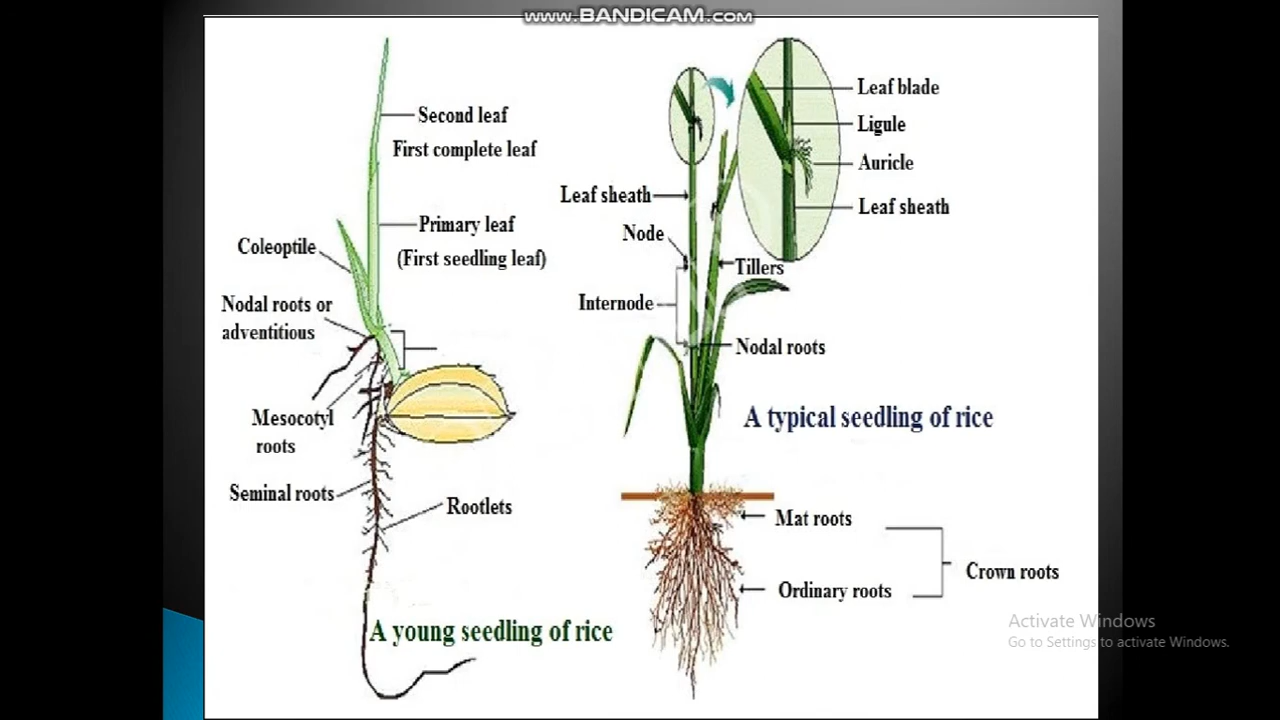 www.BANDICAM.com
Second leaf
First complete leaf
Primary leaf
(First seedling leaf)
Coleoptile
Nodal roots or
adventitious
Mesocotyl
roots
Seminal roots
Rootlets
A young seedling of rice
Leaf blade
Ligule
Auricle
Leaf sheath
Leaf sheath
Node
Tillers
Internode
Nodal roots
A typical seedling of rice
Mat roots
Ordinary roots
Crown roots
Activate Windows
Go to Settings to activate Windows.